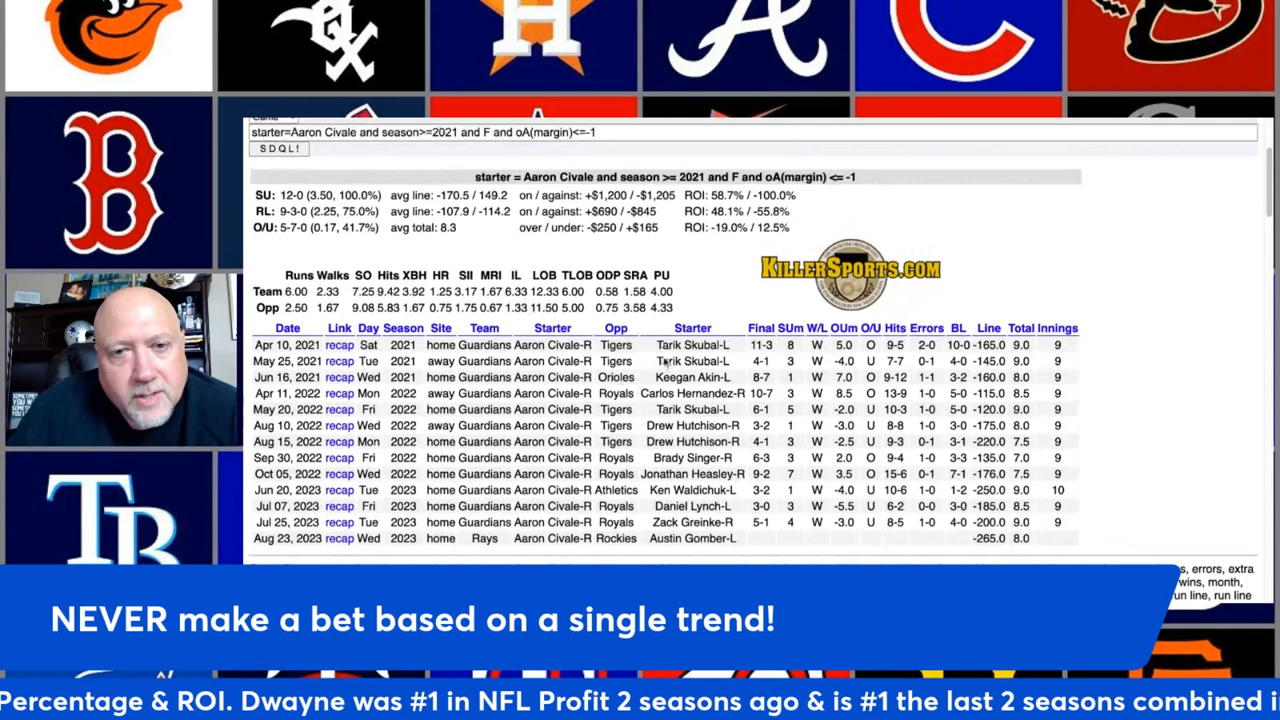 starter=Aaron Civale and season>=2021 and F and oA(margin)<=-1
S D Q L !
starter = Aaron Civale and season >= 2021 and F and oA(margin) <= -1
SU: 12-0 (3.50, 100.0%) avg line: -170.5 / 149.2 on / against: +$1,200 / -$1,205 ROI: 58.7% / -100.0%
RL: 9-3-0 (2.25, 75.0%) avg line: -107.9 / -114.2 on / against: +$690 / -$845 ROI: 48.1% / -55.8%
O/U: 5-7-0 (0.17, 41.7%) avg total: 8.3 over / under: -$250 / +$165 ROI: -19.0% / 12.5%
KILLERSPORTS.COM
Runs Walks SO Hits XBH HR SII MRI IL LOB TLOB ODP SRA PU
Team 6.00 2.33 7.25 9.42 3.92 1.25 3.17 1.67 6.33 12.33 6.00 0.58 1.58 4.00
Opp 2.50 1.67 9.08 5.83 1.67 0.75 1.75 0.67 1.33 11.50 5.00 0.75 3.58 4.33
Date Link Day Season Site Team Starter Opp Starter Final SUm W/L OUm O/U Hits Errors BL Line Total Innings
Apr 10, 2021 recap Sat 2021 home Guardians Aaron Civale-R Tigers Tarik Skubal-L 11-3 8 W 5.0 O 9-5 2-0 10-0 -165.0 9.0 9
May 25, 2021 recap Tue 2021 away Guardians Aaron Civale-R Tigers Tarik Skubal-L 4-1 3 W -4.0 U 7-7 0-1 4-0 -145.0 9.0 9
Jun 16, 2021 recap Wed 2021 home Guardians Aaron Civale-R Orioles Keegan Akin-L 8-7 1 W 7.0 O 9-12 1-1 3-2 -160.0 8.0 9
Apr 11, 2022 recap Mon 2022 away Guardians Aaron Civale-R Royals Carlos Hernandez-R 10-7 3 W 8.5 O 13-9 1-0 5-0 -115.0 8.5 9
May 20, 2022 recap Fri 2022 home Guardians Aaron Civale-R Tigers Tarik Skubal-L 6-1 5 W -2.0 U 10-3 1-0 5-0 -120.0 9.0 9
Aug 10, 2022 recap Wed 2022 away Guardians Aaron Civale-R Tigers Drew Hutchison-R 3-2 1 W -3.0 U 8-8 1-0 3-0 -175.0 8.0 9
Aug 15, 2022 recap Mon 2022 home Guardians Aaron Civale-R Tigers Drew Hutchison-R 4-1 3 W -2.5 U 9-3 0-1 3-1 -220.0 7.5 9
Sep 30, 2022 recap Fri 2022 home Guardians Aaron Civale-R Royals Brady Singer-R 6-3 3 W 2.0 O 9-4 1-0 3-3 -135.0 7.0 9
Oct 05, 2022 recap Wed 2022 home Guardians Aaron Civale-R Royals Jonathan Heasley-R 9-2 7 W 3.5 O 15-6 0-1 7-1 -176.0 7.5 9
Jun 20, 2023 recap Tue 2023 home Guardians Aaron Civale-R Athletics Ken Waldichuk-L 3-2 1 W -4.0 U 10-6 1-0 1-2 -250.0 9.0 10
Jul 07, 2023 recap Fri 2023 home Guardians Aaron Civale-R Royals Daniel Lynch-L 3-0 3 W -5.5 U 6-2 0-0 3-0 -185.0 8.5 9
Jul 25, 2023 recap Tue 2023 home Guardians Aaron Civale-R Royals Zack Greinke-R 5-1 4 W -3.0 U 8-5 1-0 4-0 -200.0 9.0 9
Aug 23, 2023 recap Wed 2023 home Rays Aaron Civale-R Rockies Austin Gomber-L -265.0 8.0
s, errors, extra
wins, month,
run line, run line
NEVER make a bet based on a single trend!
Percentage & ROI. Dwayne was #1 in NFL Profit 2 seasons ago & is #1 the last 2 seasons combined i